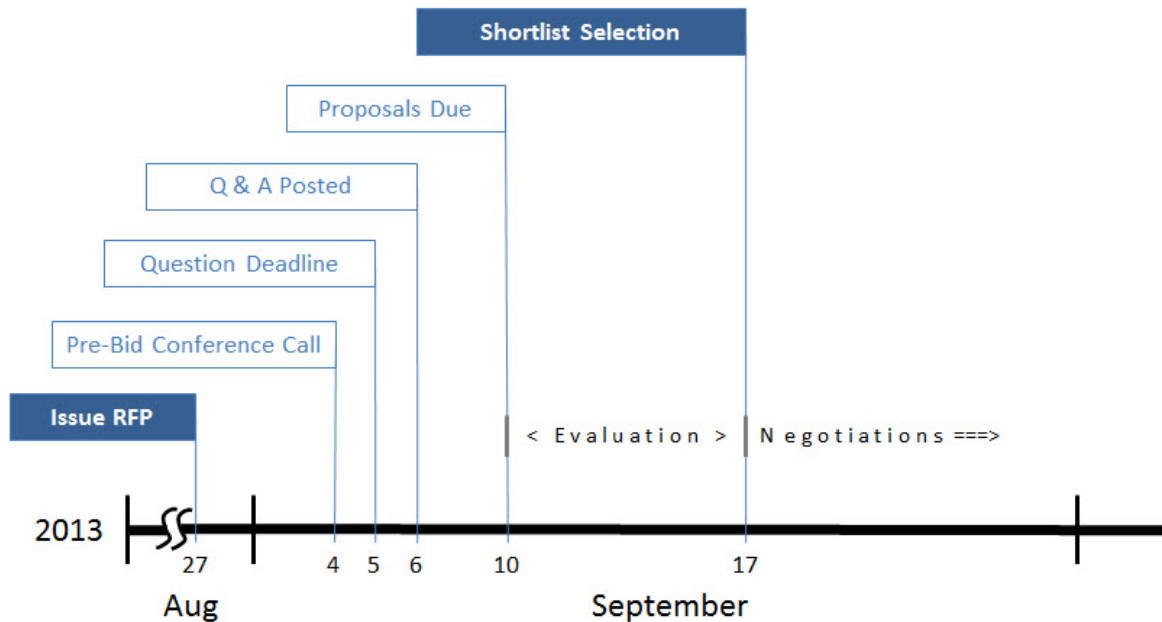 Shortlist Selection
Proposals Due
Q & A Posted
Question Deadline
Pre-Bid Conference Call
Issue RFP
< Evaluation > Negotiations ===>
2013
27 4 5 6 10 17
Aug September